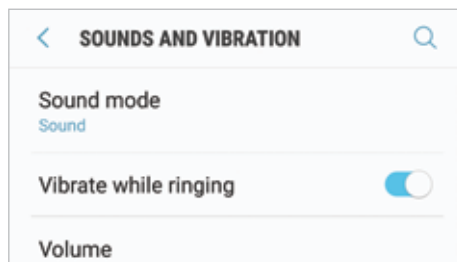 SOUNDS AND VIBRATION
Sound mode
Sound
Vibrate while ringing
Volume